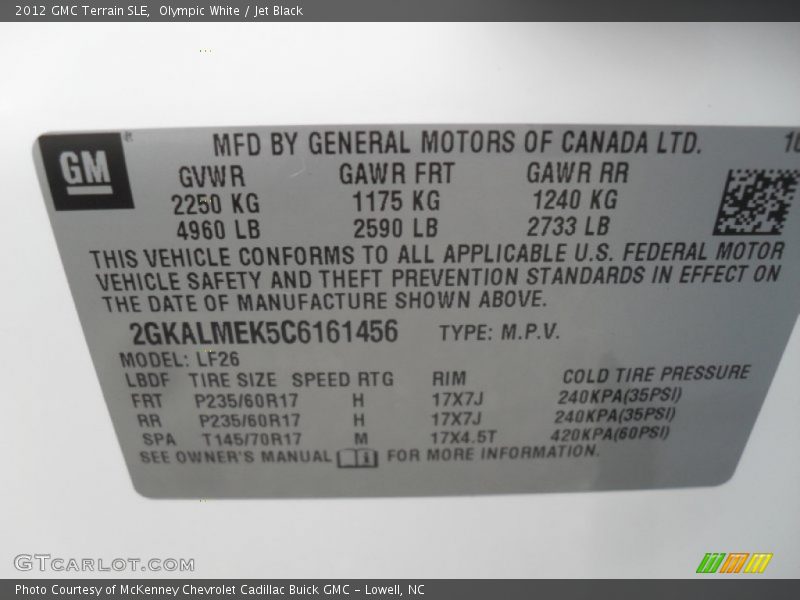 2012 GMC Terrain SLE, Olympic White / Jet Black
GM
MFD BY GENERAL MOTORS OF CANADA LTD.
GVWR GAWR FRT GAWR RR
2250 KG 1175 KG 1240 KG
4960 LB 2590 LB 2733 LB
THIS VEHICLE CONFORMS TO ALL APPLICABLE U.S. FEDERAL MOTOR
VEHICLE SAFETY AND THEFT PREVENTION STANDARDS IN EFFECT ON
THE DATE OF MANUFACTURE SHOWN ABOVE.
2GKALMEK5C6161456 TYPE: M.P.V.
MODEL: LF26
LBDF TIRE SIZE SPEED RTG RIM COLD TIRE PRESSURE
FRT P235/60R17 H 17X7J 240KPA(35PSI)
RR P235/60R17 H 17X7J 240KPA(35PSI)
SPA T145/70R17 M 17X4.5T 420KPA(60PSI)
SEE OWNER'S MANUAL FOR MORE INFORMATION.
GTCARLOT.COM
Photo Courtesy of McKenney Chevrolet Cadillac Buick GMC - Lowell, NC